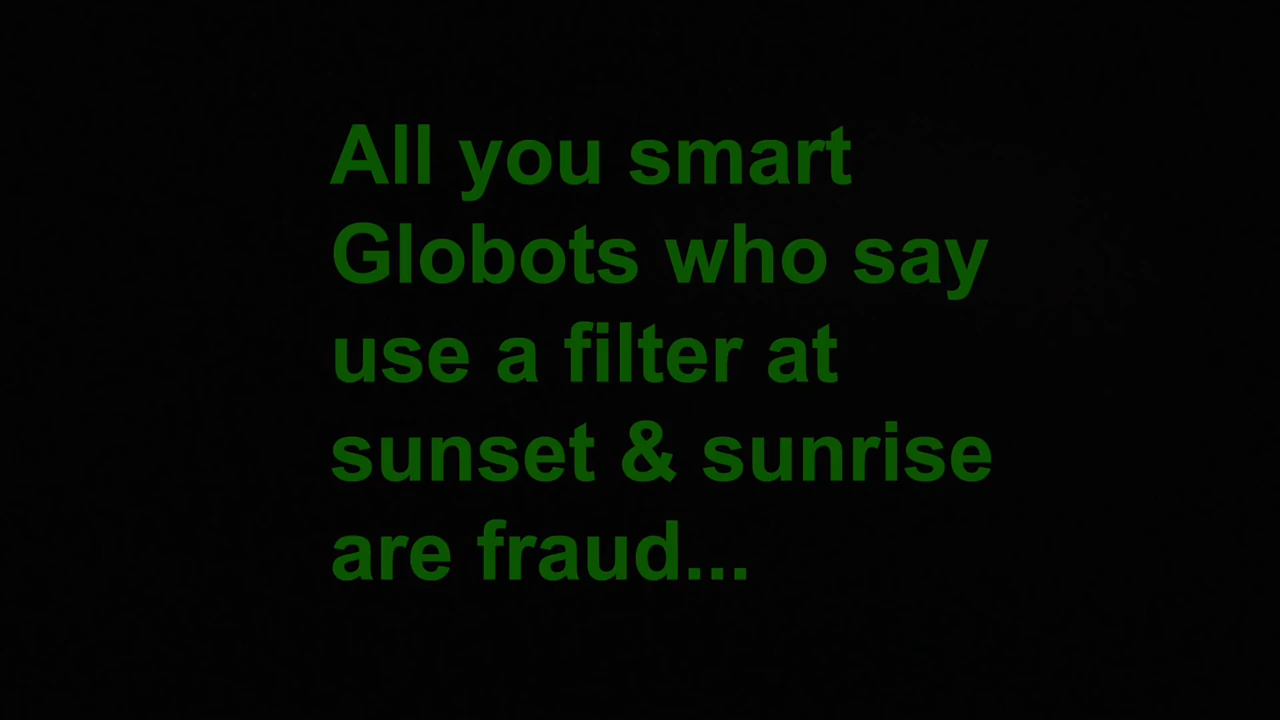 All you smart
Globots who say
use a filter at
sunset & sunrise
are fraud...